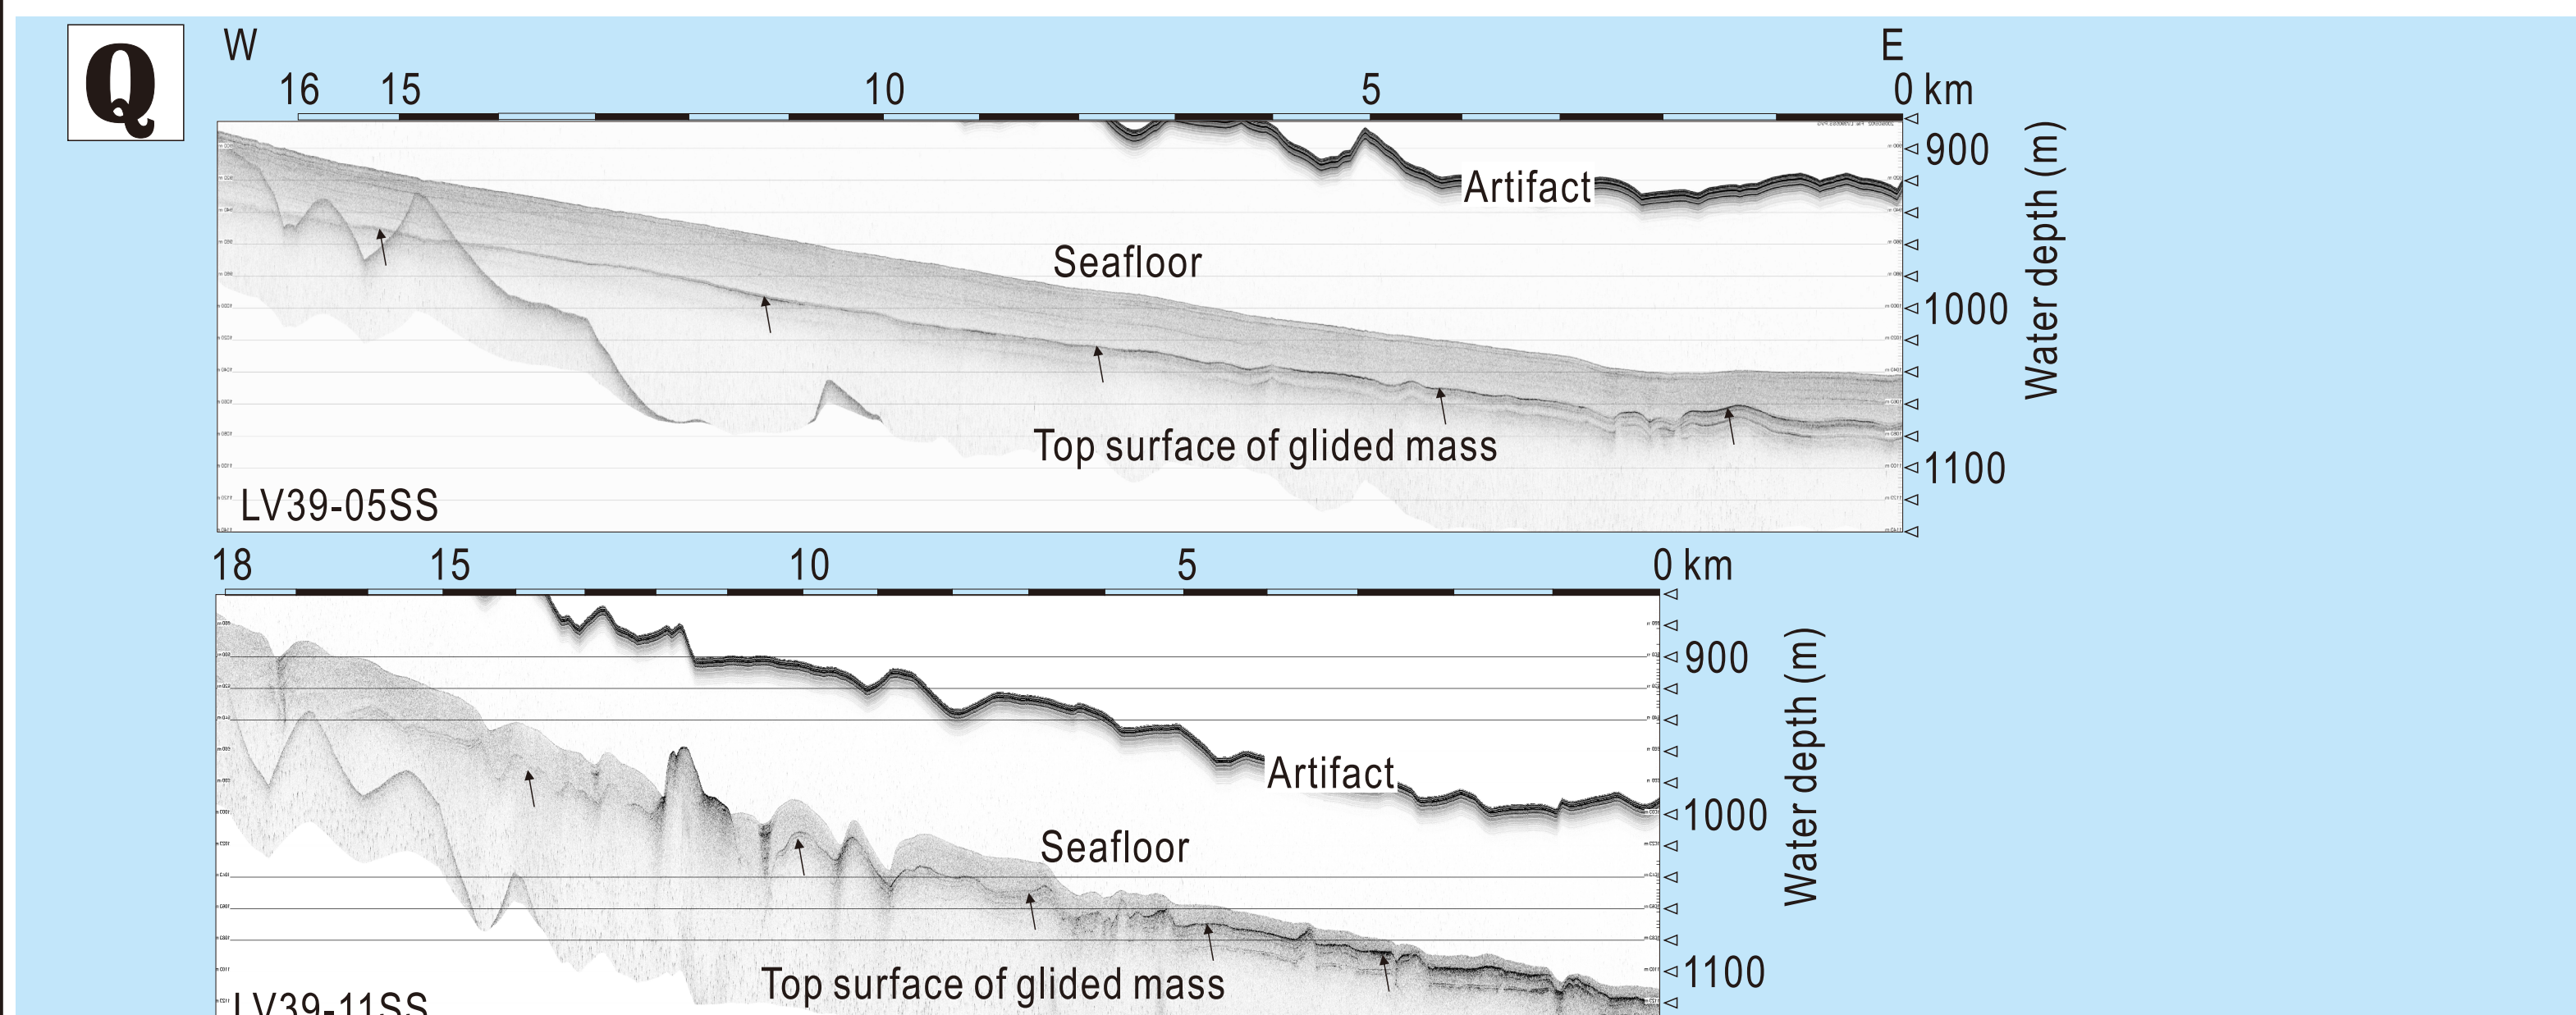 Q
W E
16 15 10 5 0 km
900
Artifact
Seafloor
1000
Water depth (m)
Top surface of glided mass
1100
LV39-05SS
18 15 10 5 0 km
900
Artifact
1000
Seafloor
Water depth (m)
Top surface of glided mass
1100
LV39-11SS